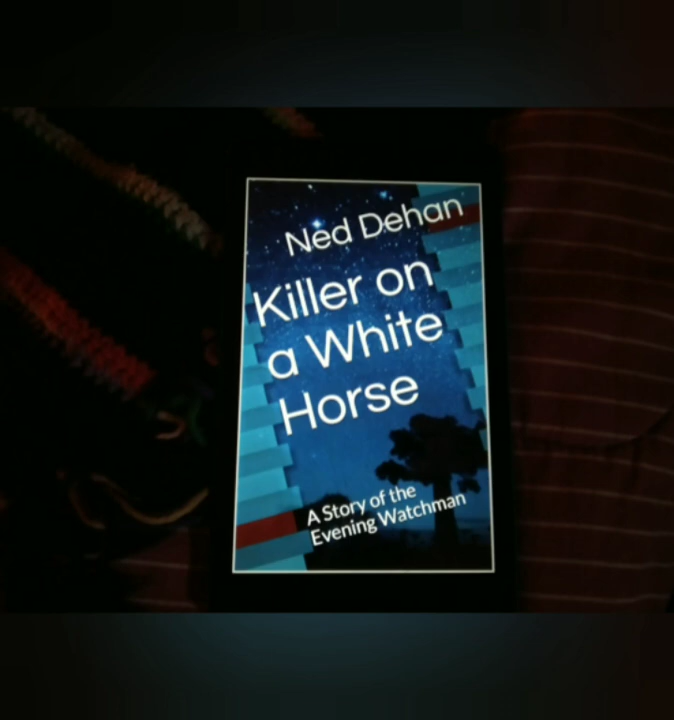 Ned Dehan
Killer on
a White
Horse
A Story of the
Evening Watchman